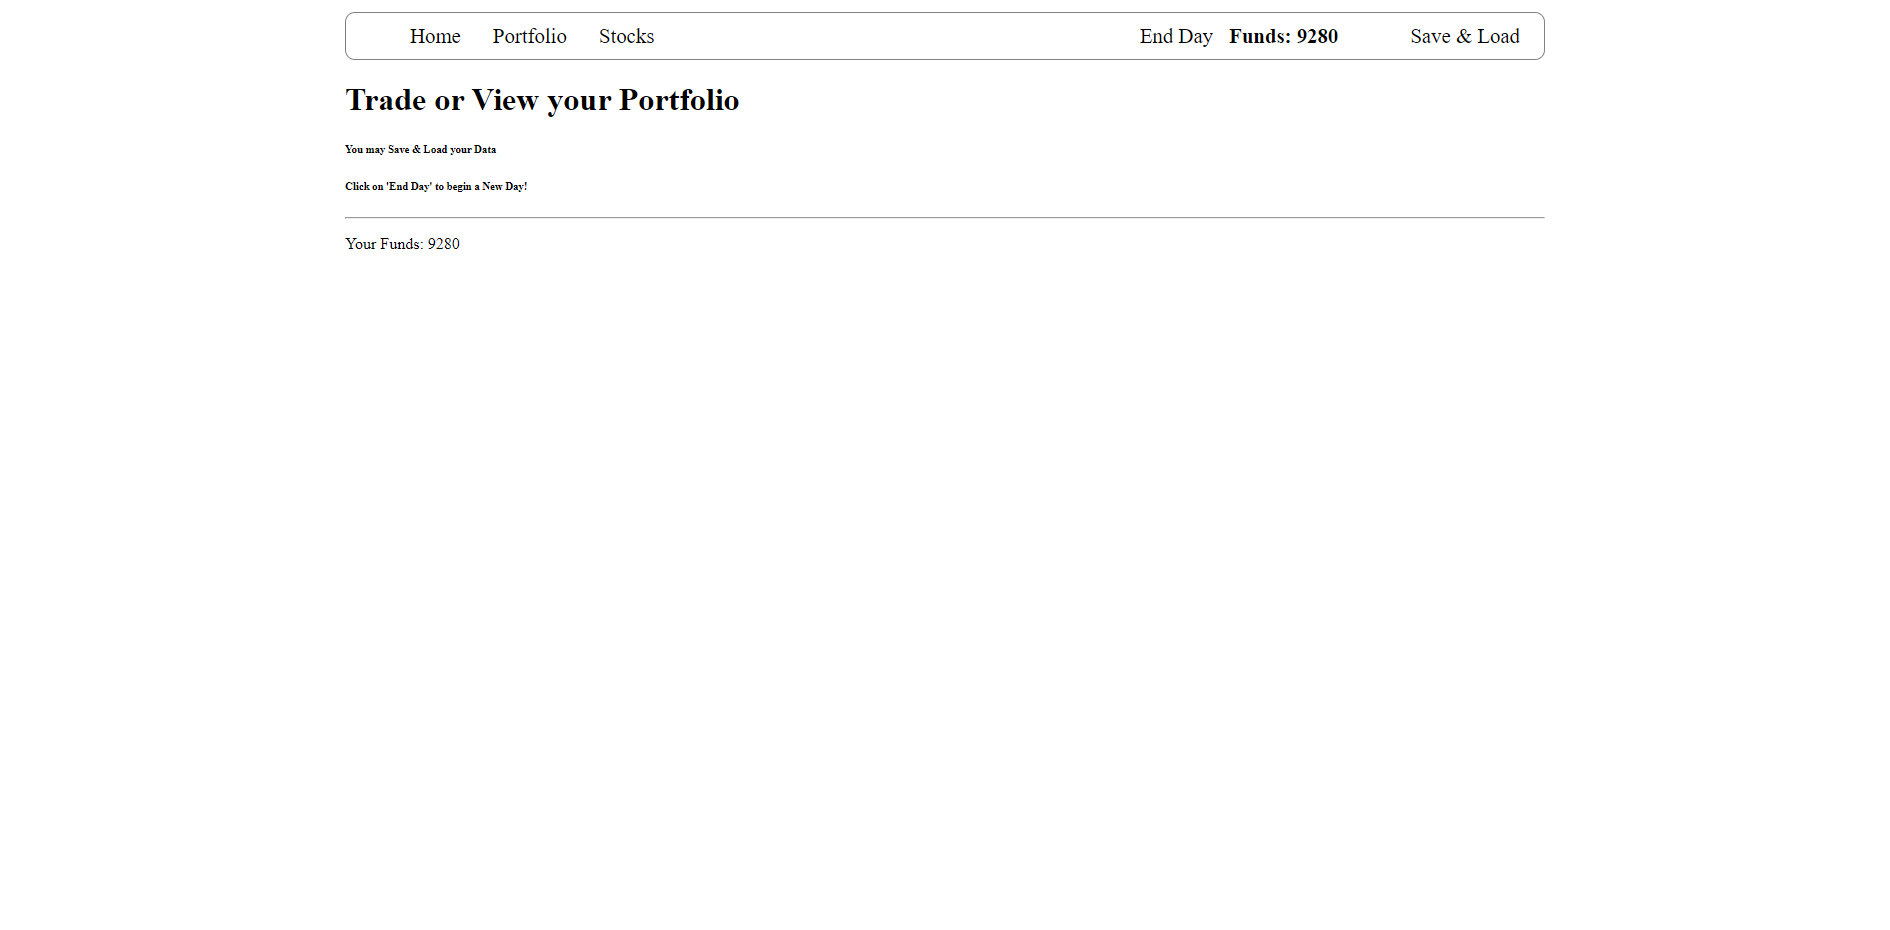 Home Portfolio Stocks End Day Funds: 9280 Save & Load
Trade or View your Portfolio
You may Save & Load your Data
Click on 'End Day' to begin a New Day!
Your Funds: 9280